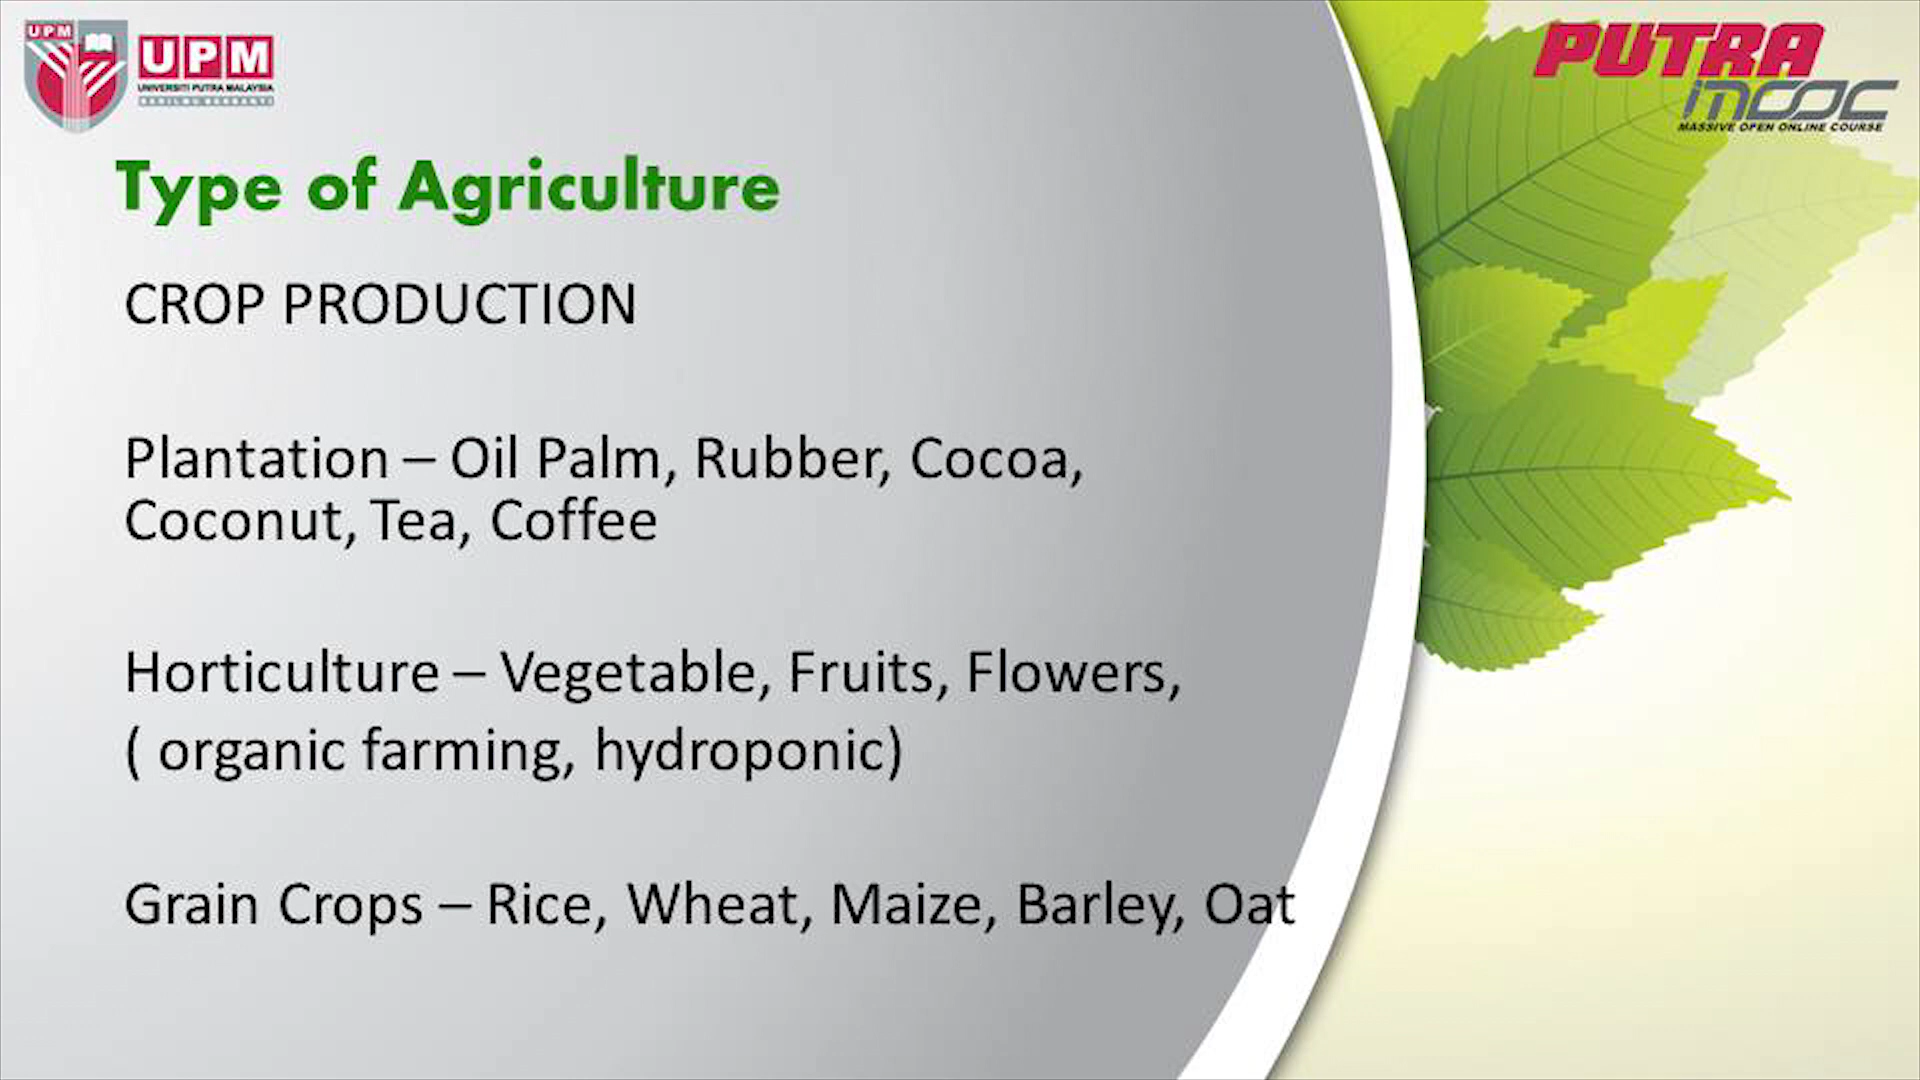 UPM
UPM
UNIVERSITI PUTRA MALAYSIA
PUTRA
mooc
MASSIVE OPEN ONLINE COURSE
Type of Agriculture
CROP PRODUCTION
Plantation – Oil Palm, Rubber, Cocoa,
Coconut, Tea, Coffee
Horticulture – Vegetable, Fruits, Flowers,
( organic farming, hydroponic)
Grain Crops – Rice, Wheat, Maize, Barley, Oat